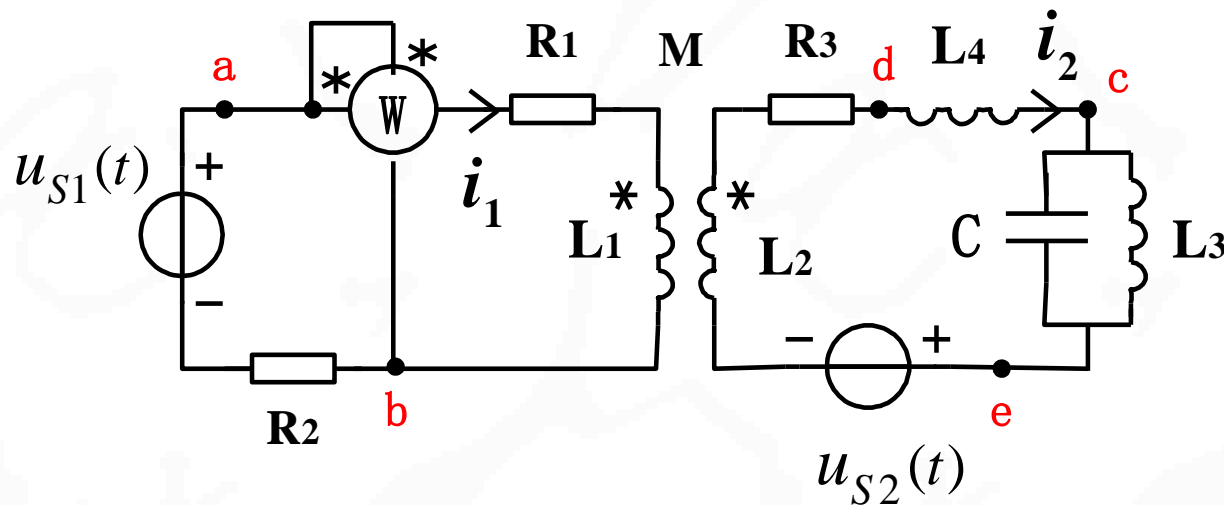 R1 M R3 L4 i2
a * * W d c
uS1(t) + i1 * * C L3
L1 L2
− − +
R2 b e
uS2(t)